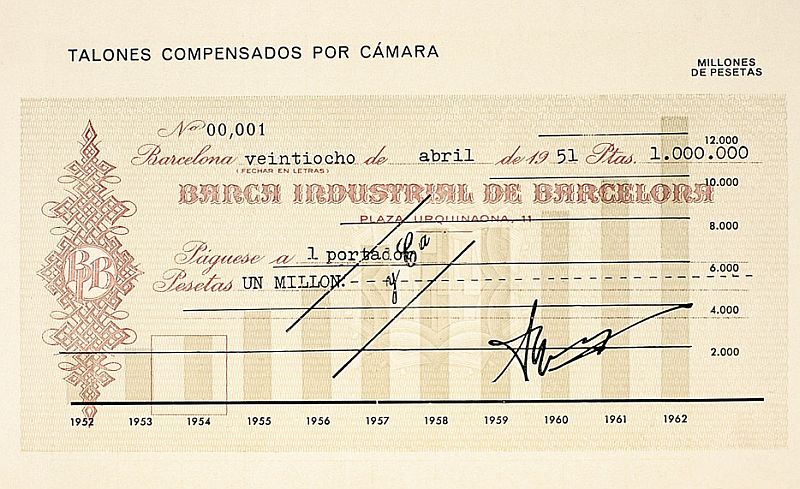 TALONES COMPENSADOS POR CÁMARA
MILLONES
DE PESETAS
Nº 00,001
12.000
Barcelona veintiocho de abril de 1951 Ptas. 1.000.000
(FECHAR EN LETRAS)
10.000
BANCA INDUSTRIAL DE BARCELONA
PLAZA URQUINAONA, 11
8.000
y Cª
Páguese a l portador
6.000
BB
Pesetas UN MILLON.
4.000
2.000
1952 1953 1954 1955 1956 1957 1958 1959 1960 1961 1962